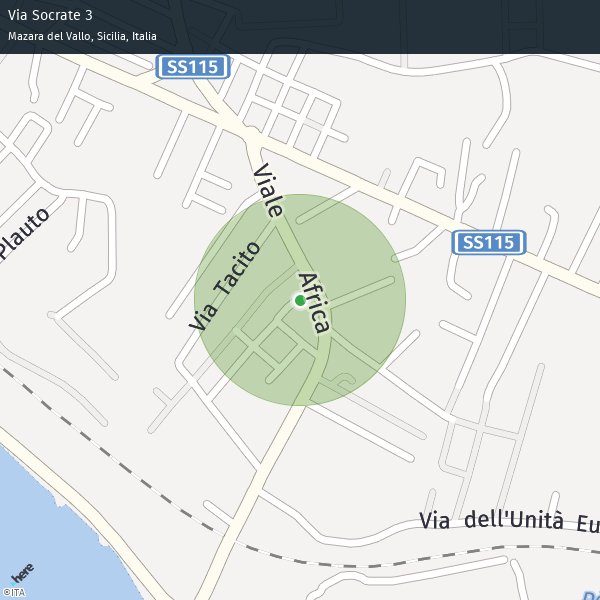 Via Socrate 3
Mazara del Vallo, Sicilia, Italia
SS115
Viale Africa
Plauto
Via Tacito
SS115
Via dell'Unità Eu
here
©ITA